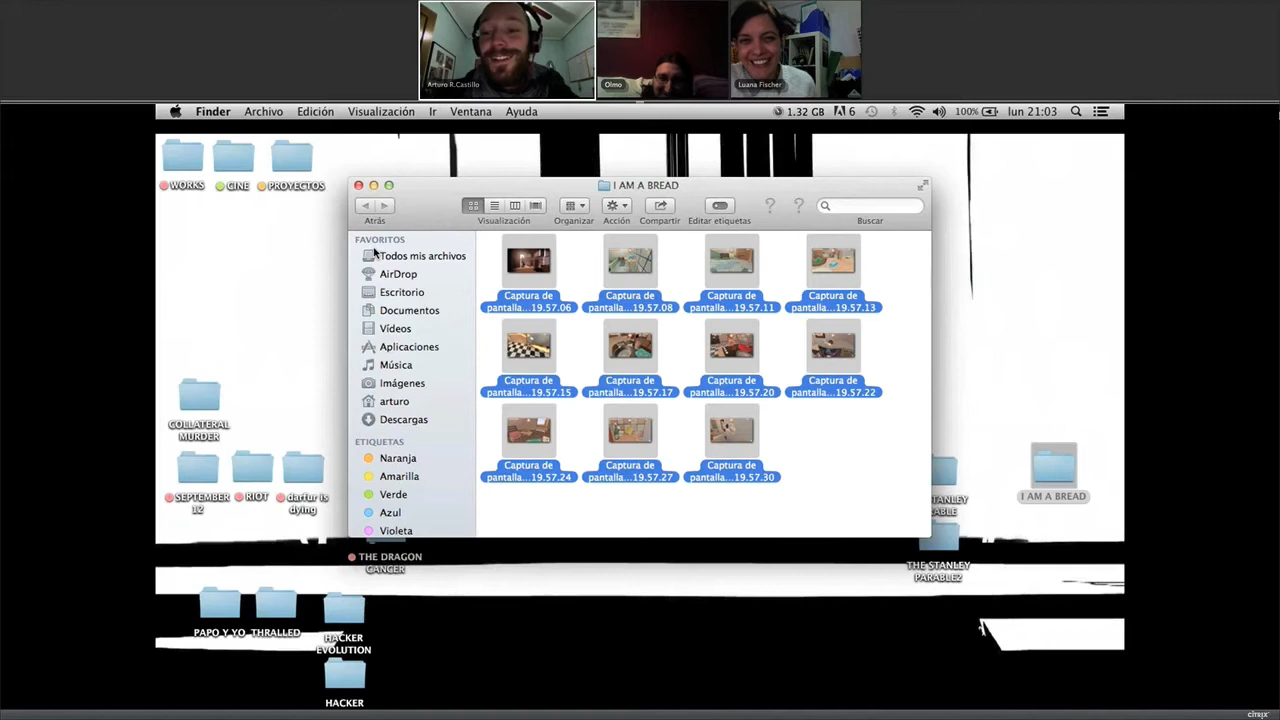 Arturo R.Castillo
Olmo
Luana Fischer
Finder Archivo Edición Visualización Ir Ventana Ayuda 1.32 GB 6 100% lun 21:03
WORKS CINE PROYECTOS
COLLATERAL
MURDER
SEPTEMBER
12
RIOT
darfur is
dying
I AM A BREAD
Atrás Visualización Organizar Acción Compartir Editar etiquetas Buscar
FAVORITOS
Todos mis archivos
AirDrop
Escritorio
Documentos
Vídeos
Aplicaciones
Música
Imágenes
arturo
Descargas
ETIQUETAS
Naranja
Amarilla
Verde
Azul
Violeta
Captura de
pantalla...19.57.06
Captura de
pantalla...19.57.08
Captura de
pantalla...19.57.11
Captura de
pantalla...19.57.13
Captura de
pantalla...19.57.15
Captura de
pantalla...19.57.17
Captura de
pantalla...19.57.20
Captura de
pantalla...19.57.22
Captura de
pantalla...19.57.24
Captura de
pantalla...19.57.27
Captura de
pantalla...19.57.30
I AM A BREAD
TANLEY
ABLE
THE STANLEY
PARABLE2
THE DRAGON
CANCER
PAPO Y YO THRALLED
HACKER
EVOLUTION
HACKER
CITRIX